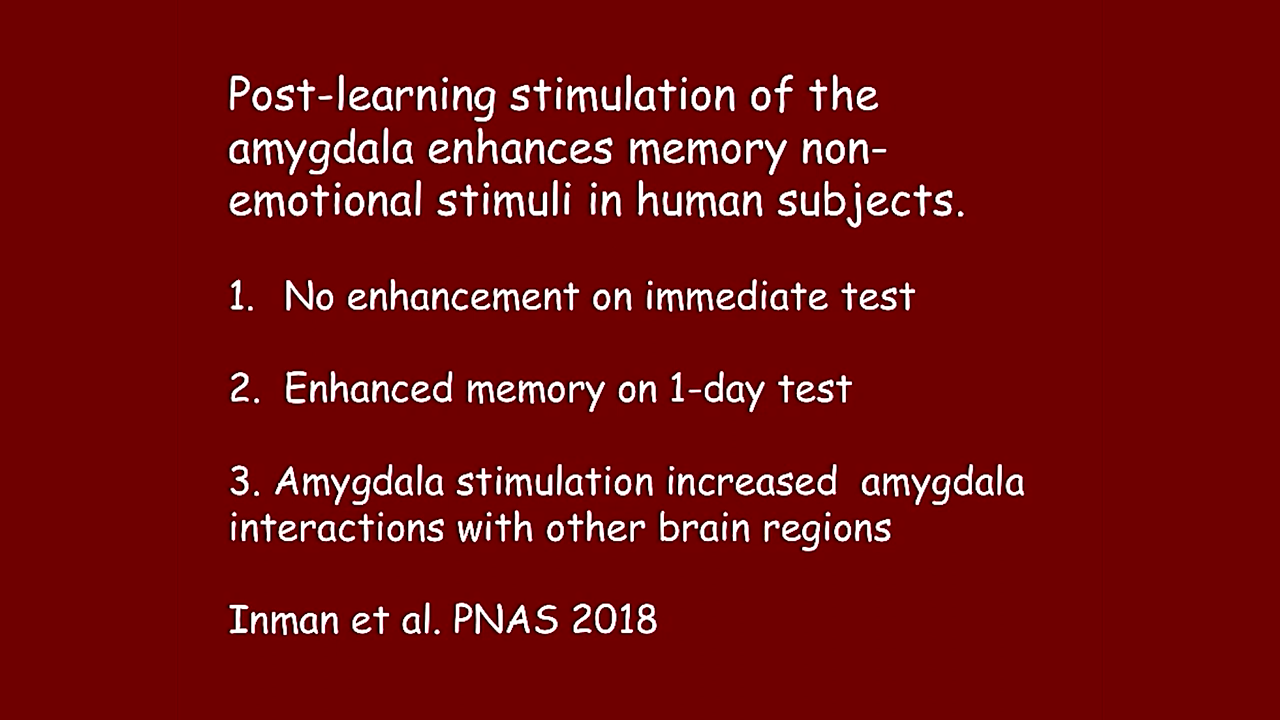 Post-learning stimulation of the
amygdala enhances memory non-
emotional stimuli in human subjects.
1. No enhancement on immediate test
2. Enhanced memory on 1-day test
3. Amygdala stimulation increased  amygdala
interactions with other brain regions
Inman et al. PNAS 2018